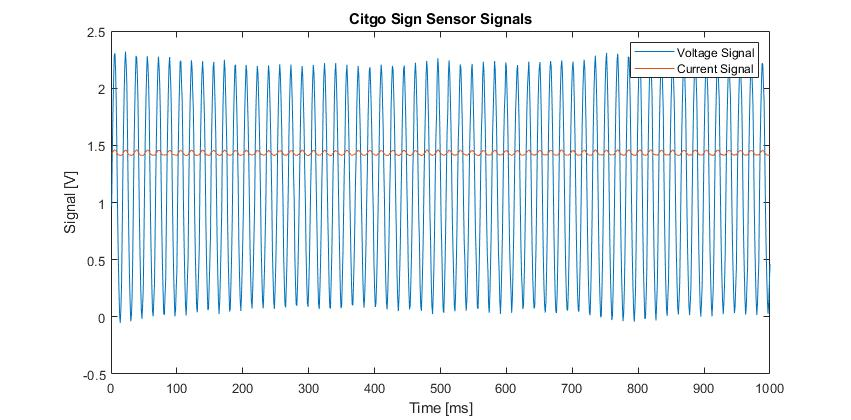 Citgo Sign Sensor Signals
2.5
2
1.5
1
0.5
0
-0.5
Signal [V]
Voltage Signal
Current Signal
0 100 200 300 400 500 600 700 800 900 1000
Time [ms]